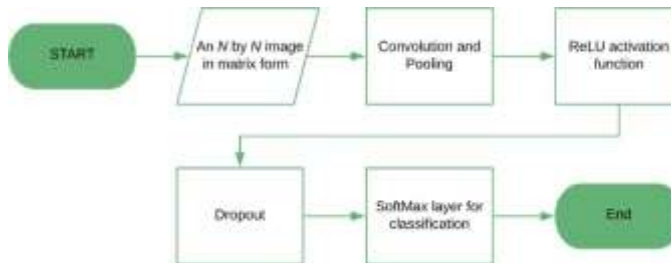 START
An N by N image
in matrix form
Convolution and
Pooling
ReLU activation
function
Dropout
SoftMax layer for
classification
End